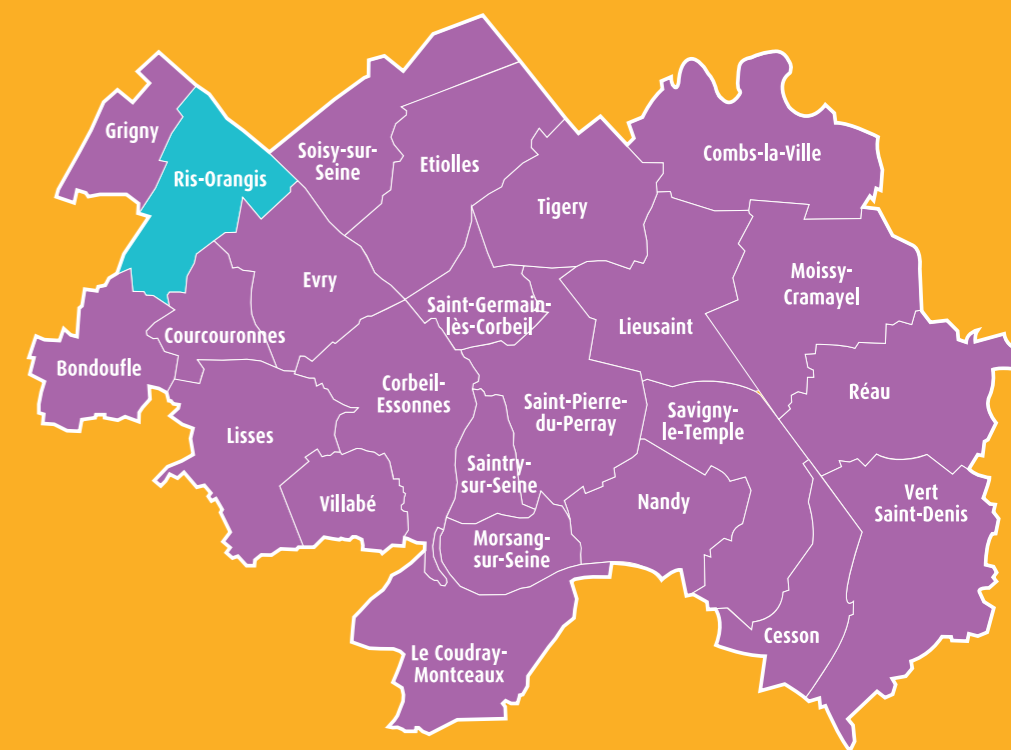 Grigny
Ris-Orangis
Soisy-sur-
Seine
Etiolles
Combs-la-Ville
Tigery
Evry
Moissy-
Cramayel
Saint-Germain-
lès-Corbeil
Lieusaint
Courcouronnes
Bondoufle
Corbeil-
Essonnes
Saint-Pierre-
du-Perray
Savigny-
le-Temple
Réau
Lisses
Saintry-
sur-Seine
Villabé
Nandy
Vert
Saint-Denis
Morsang-
sur-Seine
Cesson
Le Coudray-
Montceaux